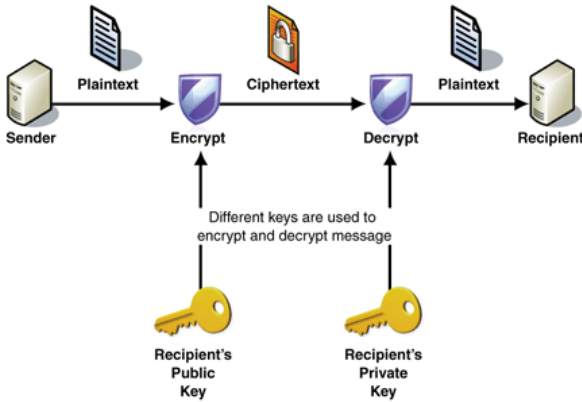 Plaintext
Ciphertext
Plaintext
Sender
Encrypt
Decrypt
Recipient
Different keys are used to
encrypt and decrypt message
Recipient's
Public
Key
Recipient's
Private
Key